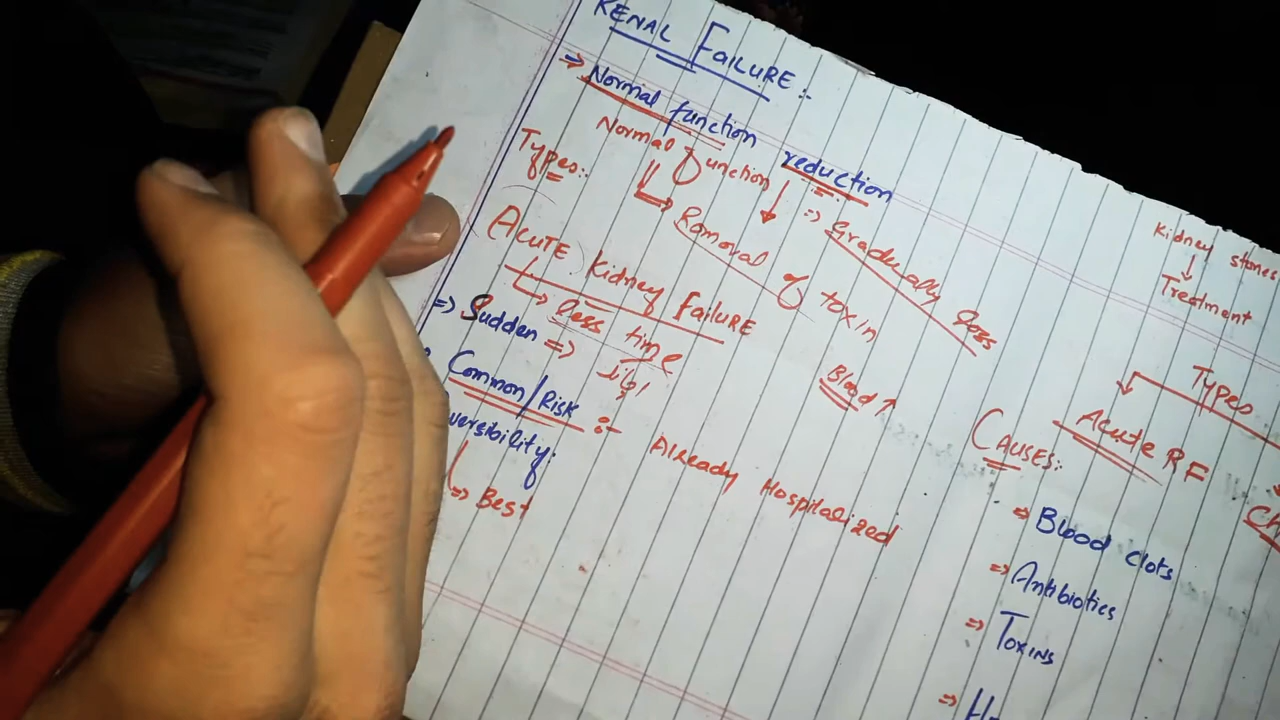 RENAL FAILURE:-
=> Normal function reduction
Normal function
Types:-
=> Gradually loss
Removal of toxin
ACUTE Kidney FAILURE
less time
=> Sudden =>
Blood ↑
Common/Risk :-
Already Hospitalized
versibility:
=> Best
Kidney stones
↓
Treatment
Types
Acute RF
CAUSES:-
=> Blood clots
=> Antibiotics
=> Toxins